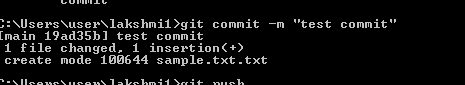 commit
C:\Users\user\lakshmi1>git commit -m "test commit"
[main 19ad35b] test commit
 1 file changed, 1 insertion(+)
 create mode 100644 sample.txt.txt
C:\Users\user\lakshmi1>git push